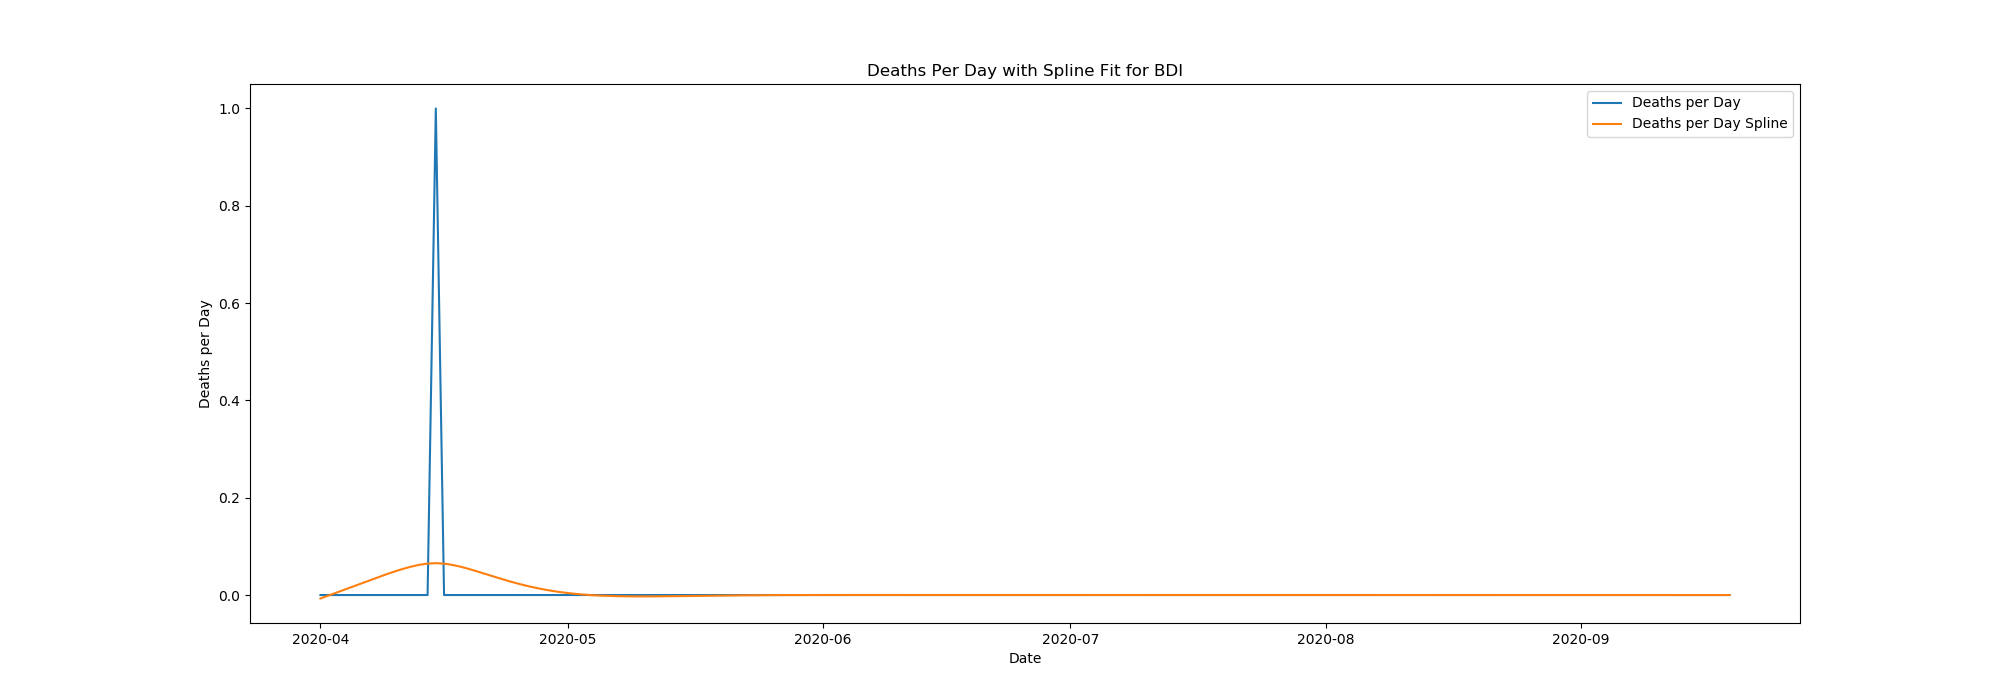 Deaths Per Day with Spline Fit for BDI
Deaths per Day
Deaths per Day Spline
1.0
0.8
0.6
0.4
0.2
0.0
Deaths per Day
2020-04 2020-05 2020-06 2020-07 2020-08 2020-09
Date